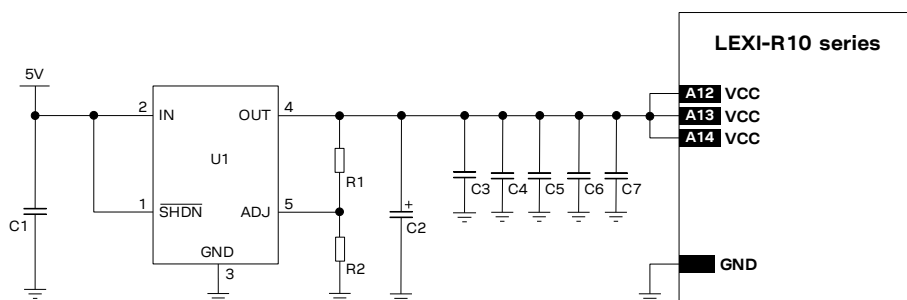 LEXI-R10 series
5V
2 IN OUT 4
A12 VCC
A13 VCC
A14 VCC
U1
R1
C3 C4 C5 C6 C7
1 SHDN ADJ 5
C1
+
C2
GND
3
R2
GND